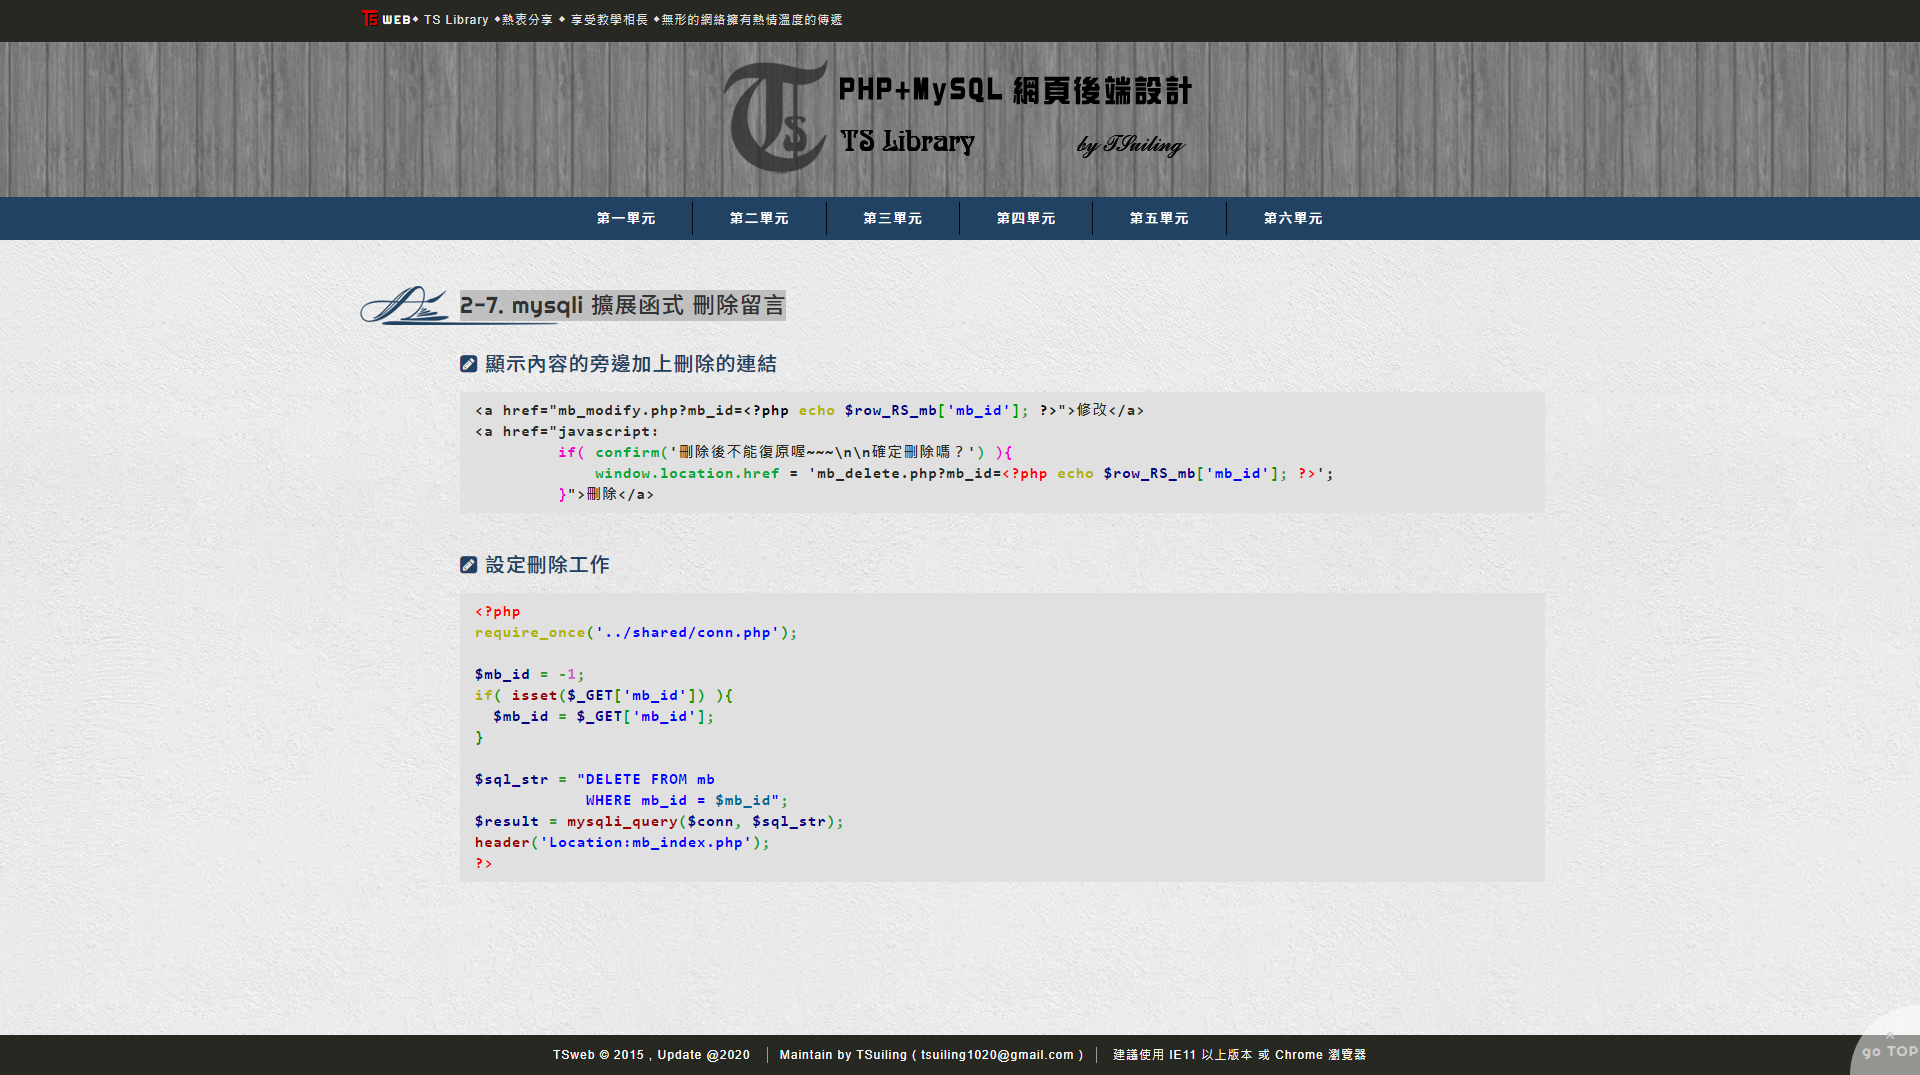 TS WEB◆ TS Library ◆熱衷分享 ◆ 享受教學相長 ◆無形的網絡擁有熱情溫度的傳遞
Ts PHP+MySQL 網頁後端設計
TS Library by TSuiling
第一單元 第二單元 第三單元 第四單元 第五單元 第六單元
2-7. mysqli 擴展函式 刪除留言
顯示內容的旁邊加上刪除的連結
<a href="mb_modify.php?mb_id=<?php echo $row_RS_mb['mb_id']; ?>">修改</a>
<a href="javascript:
if( confirm('刪除後不能復原喔~~~\n\n確定刪除嗎？') ){
window.location.href = 'mb_delete.php?mb_id=<?php echo $row_RS_mb['mb_id']; ?>';
}">刪除</a>
設定刪除工作
<?php
require_once('../shared/conn.php');
$mb_id = -1;
if( isset($_GET['mb_id']) ){
$mb_id = $_GET['mb_id'];
}
$sql_str = "DELETE FROM mb
WHERE mb_id = $mb_id";
$result = mysqli_query($conn, $sql_str);
header('Location:mb_index.php');
?>
TSweb © 2015 , Update @2020 │ Maintain by TSuiling ( tsuiling1020@gmail.com ) │ 建議使用 IE11 以上版本 或 Chrome 瀏覽器
go TOP